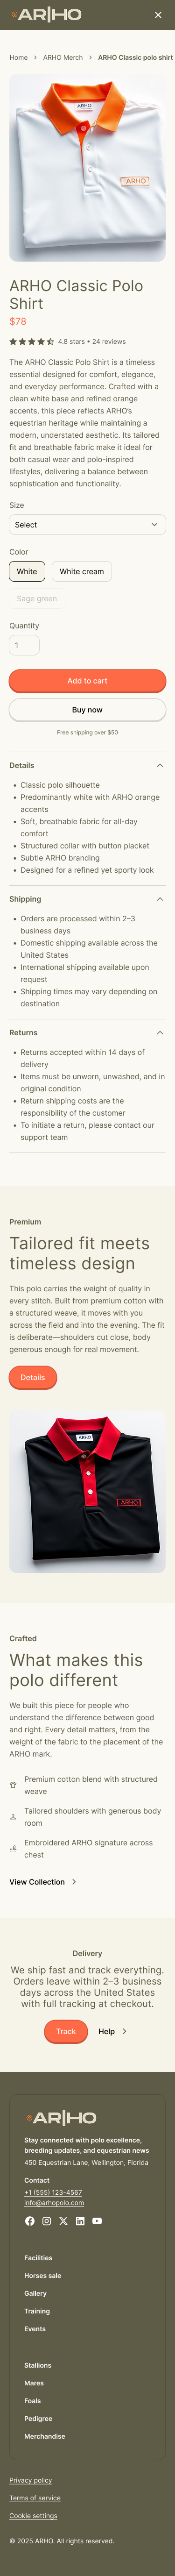 ARHO
Home > ARHO Merch > ARHO Classic polo shirt
ARHO
ARHO
ARHO Classic Polo
Shirt
$78
4.8 stars • 24 reviews
The ARHO Classic Polo Shirt is a timeless
essential designed for comfort, elegance,
and everyday performance. Crafted with a
clean white base and refined orange
accents, this piece reflects ARHO's
equestrian heritage while maintaining a
modern, understated aesthetic. Its tailored
fit and breathable fabric make it ideal for
both casual wear and polo-inspired
lifestyles, delivering a balance between
sophistication and functionality.
Size
Select
Color
White
White cream
Sage green
Quantity
1
Add to cart
Buy now
Free shipping over $50
Details
• Classic polo silhouette
• Predominantly white with ARHO orange
accents
• Soft, breathable fabric for all-day
comfort
• Structured collar with button placket
• Subtle ARHO branding
• Designed for a refined yet sporty look
Shipping
• Orders are processed within 2–3
business days
• Domestic shipping available across the
United States
• International shipping available upon
request
• Shipping times may vary depending on
destination
Returns
• Returns accepted within 14 days of
delivery
• Items must be unworn, unwashed, and in
original condition
• Return shipping costs are the
responsibility of the customer
• To initiate a return, please contact our
support team
Premium
Tailored fit meets
timeless design
This polo carries the weight of quality in
every stitch. Built from premium cotton with
a structured weave, it moves with you
across the field and into the evening. The fit
is deliberate—shoulders cut close, body
generous enough for real movement.
Details
ARHO
ARHO
Crafted
What makes this
polo different
We built this piece for people who
understand the difference between good
and right. Every detail matters, from the
weight of the fabric to the placement of the
ARHO mark.
Premium cotton blend with structured
weave
Tailored shoulders with generous body
room
Embroidered ARHO signature across
chest
View Collection >
Delivery
We ship fast and track everything.
Orders leave within 2–3 business
days across the United States
with full tracking at checkout.
Track
Help >
ARHO
Stay connected with polo excellence,
breeding updates, and equestrian news
450 Equestrian Lane, Wellington, Florida
Contact
+1 (555) 123-4567
info@arhopolo.com
Facilities
Horses sale
Gallery
Training
Events
Stallions
Mares
Foals
Pedigree
Merchandise
Privacy policy
Terms of service
Cookie settings
© 2025 ARHO. All rights reserved.